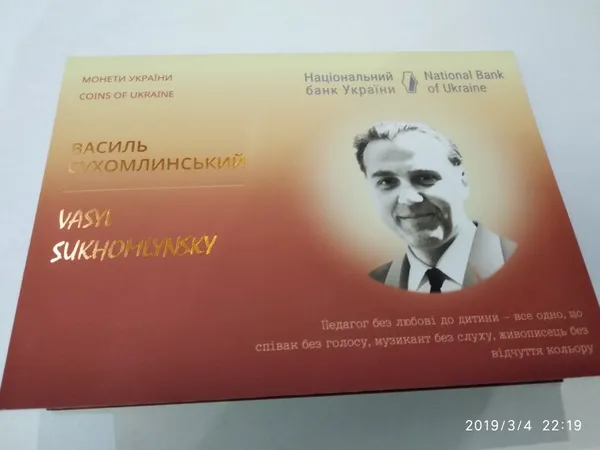 МОНЕТИ УКРАЇНИ
COINS OF UKRAINE
Національний
банк України
National Bank
of Ukraine
ВАСИЛЬ
СУХОМЛИНСЬКИЙ
VASYL
SUKHOMLYNSKY
Педагог без любові до дитини – все одно, що
співак без голосу, музикант без слуху, живописець без
відчуття кольору
2019/3/4 22:19